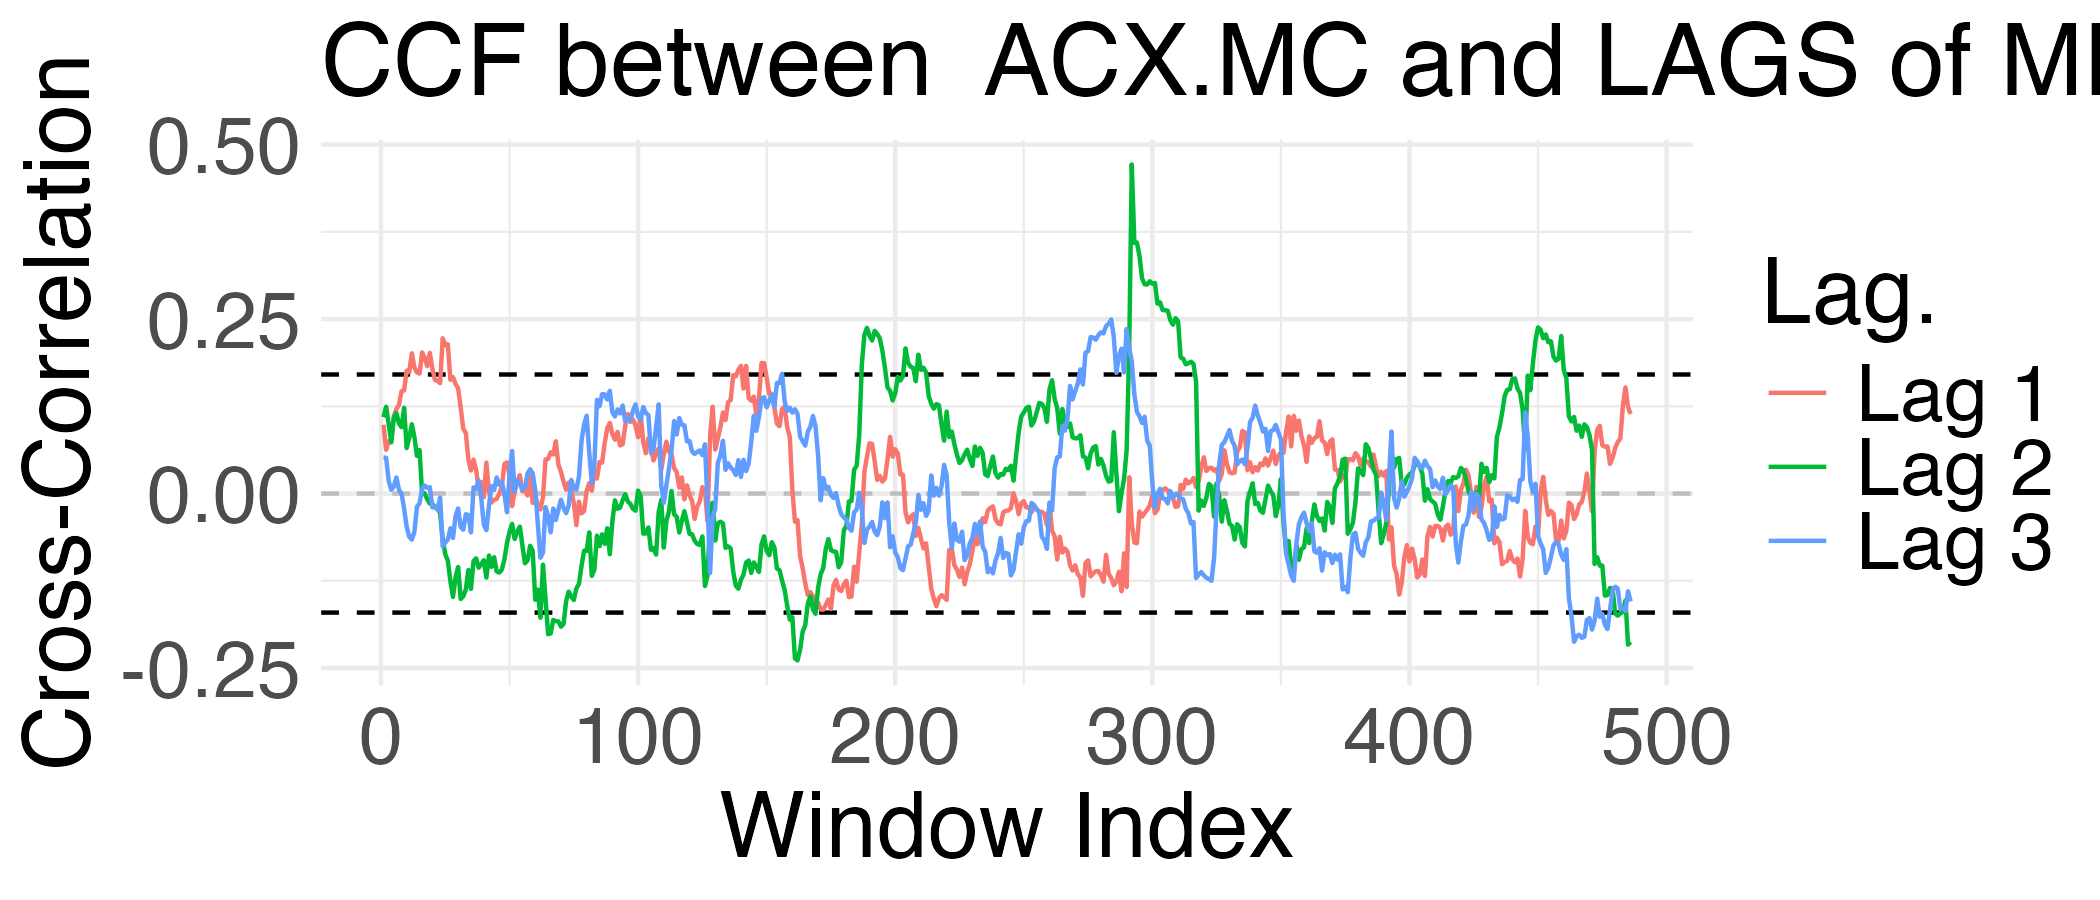 CCF between ACX.MC and LAGS of
Cross-Correlation
0.50
0.25
0.00
-0.25
0 100 200 300 400 500
Window Index
Lag.
Lag 1
Lag 2
Lag 3